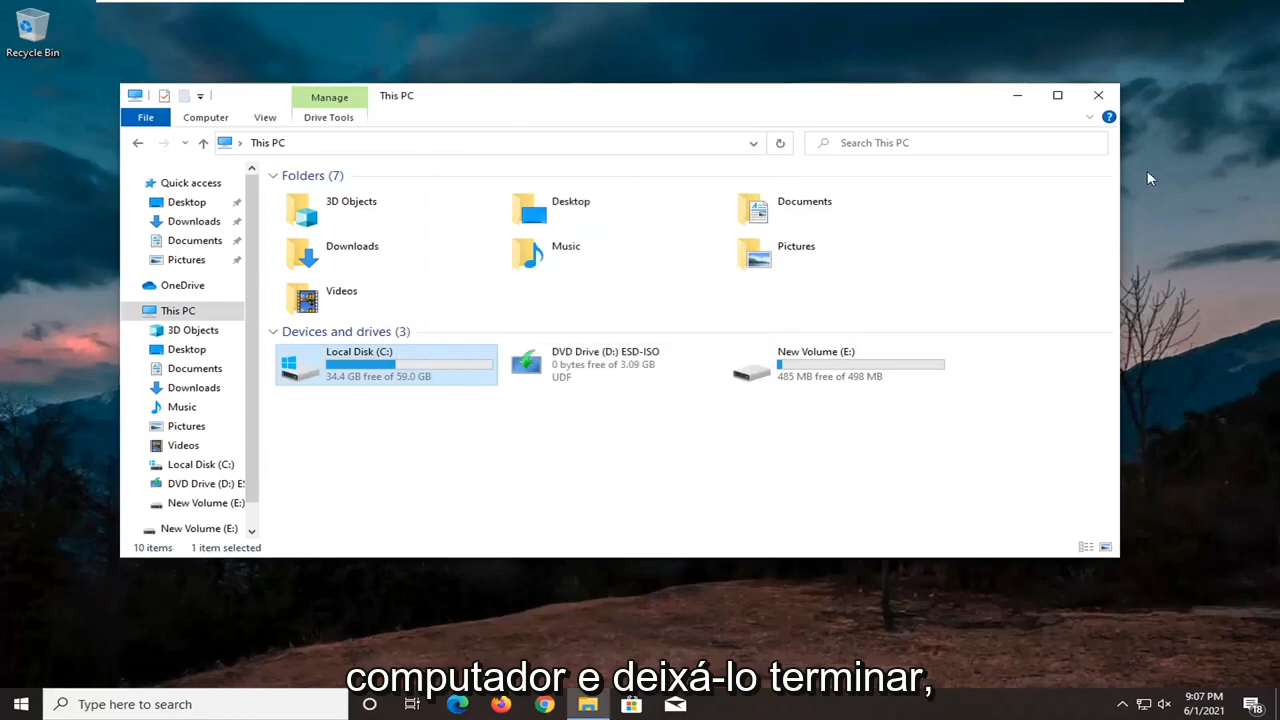 Recycle Bin
Manage
This PC
File
Computer
View
Drive Tools
This PC
Search This PC
Quick access
Desktop
Downloads
Documents
Pictures
OneDrive
This PC
3D Objects
Desktop
Documents
Downloads
Music
Pictures
Videos
Local Disk (C:)
DVD Drive (D:) ES
New Volume (E:)
New Volume (E:)
Folders (7)
3D Objects
Desktop
Documents
Downloads
Music
Pictures
Videos
Devices and drives (3)
Local Disk (C:)
34.4 GB free of 59.0 GB
DVD Drive (D:) ESD-ISO
0 bytes free of 3.09 GB
UDF
New Volume (E:)
485 MB free of 498 MB
10 items
1 item selected
computador e deixá-lo terminar,
Type here to search
9:07 PM
6/1/2021
18